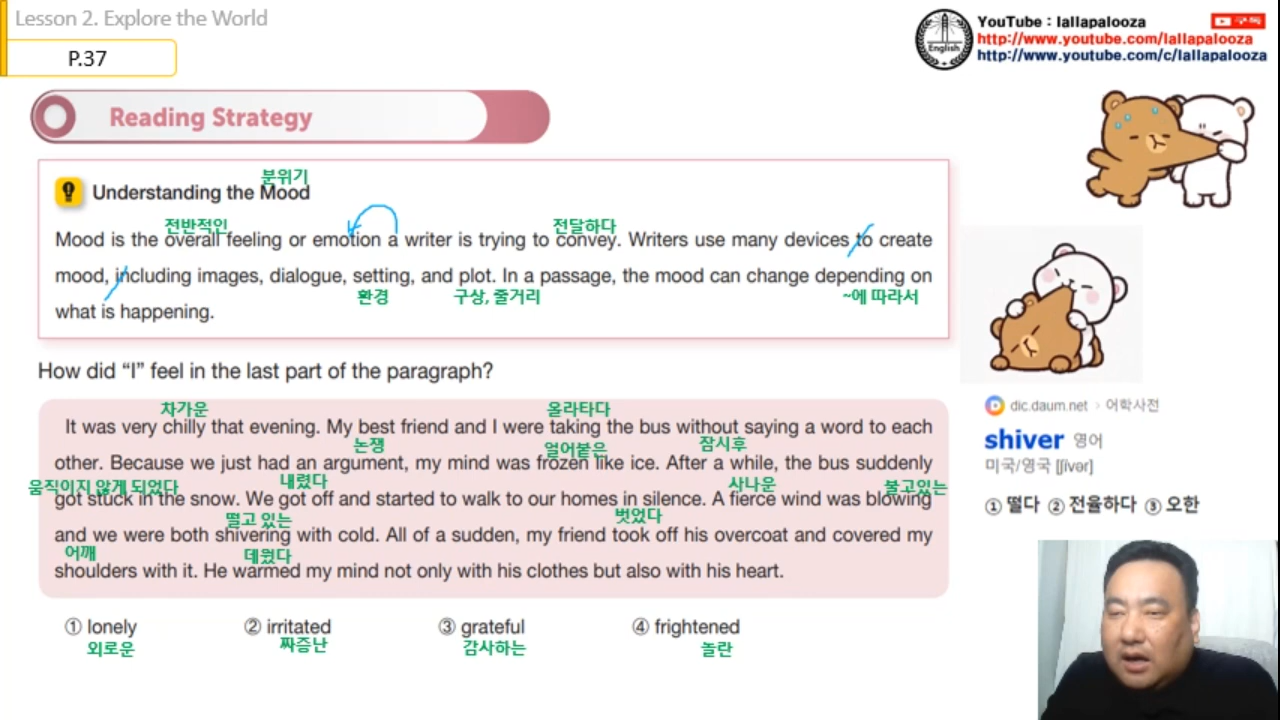 Lesson 2. Explore the World
P.37
English
YouTube : lallapalooza
구독
http://www.youtube.com/lallapalooza
http://www.youtube.com/c/lallapalooza
Reading Strategy
분위기
Understanding the Mood
전반적인 전달하다
Mood is the overall feeling or emotion a writer is trying to convey. Writers use many devices to create
mood, including images, dialogue, setting, and plot. In a passage, the mood can change depending on
환경 구상, 줄거리 ~에 따라서
what is happening.
How did “I” feel in the last part of the paragraph?
차가운 올라타다
It was very chilly that evening. My best friend and I were taking the bus without saying a word to each
논쟁 얼어붙은 잠시후
other. Because we just had an argument, my mind was frozen like ice. After a while, the bus suddenly
움직이지 않게 되었다 내렸다 사나운 불고있는
got stuck in the snow. We got off and started to walk to our homes in silence. A fierce wind was blowing
떨고 있는 벗었다
and we were both shivering with cold. All of a sudden, my friend took off his overcoat and covered my
어깨 데웠다
shoulders with it. He warmed my mind not only with his clothes but also with his heart.
① lonely ② irritated ③ grateful ④ frightened
외로운 짜증난 감사하는 놀란
dic.daum.net › 어학사전
shiver 영어
미국/영국 [ʃívər]
① 떨다 ② 전율하다 ③ 오한